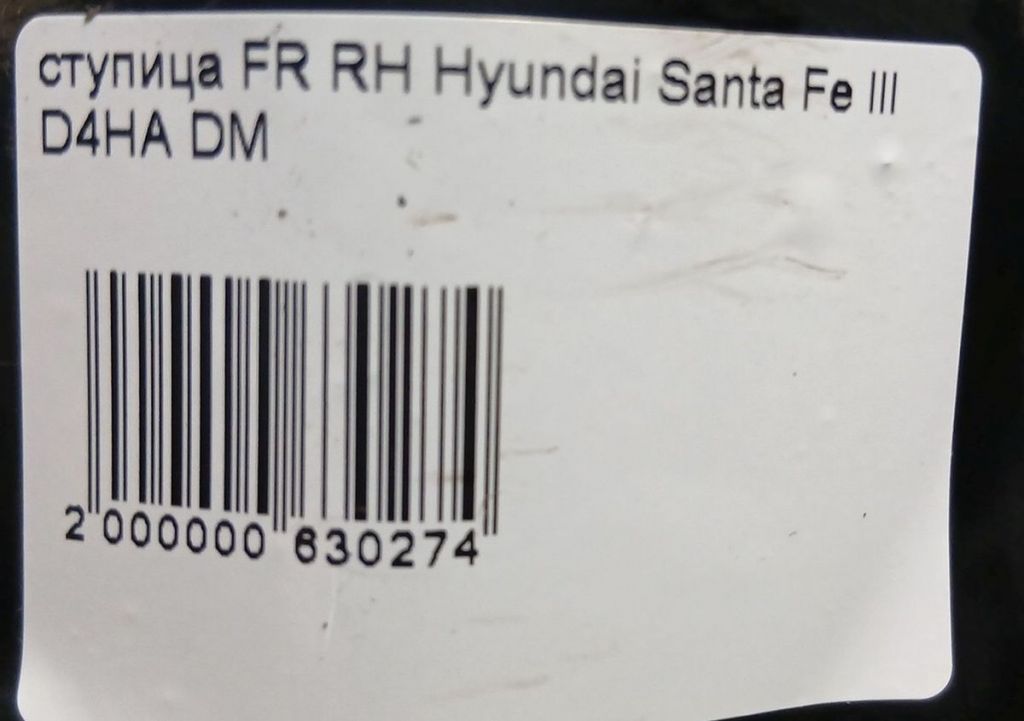 ступица FR RH Hyundai Santa Fe III
D4HA DM
2 000000 630274